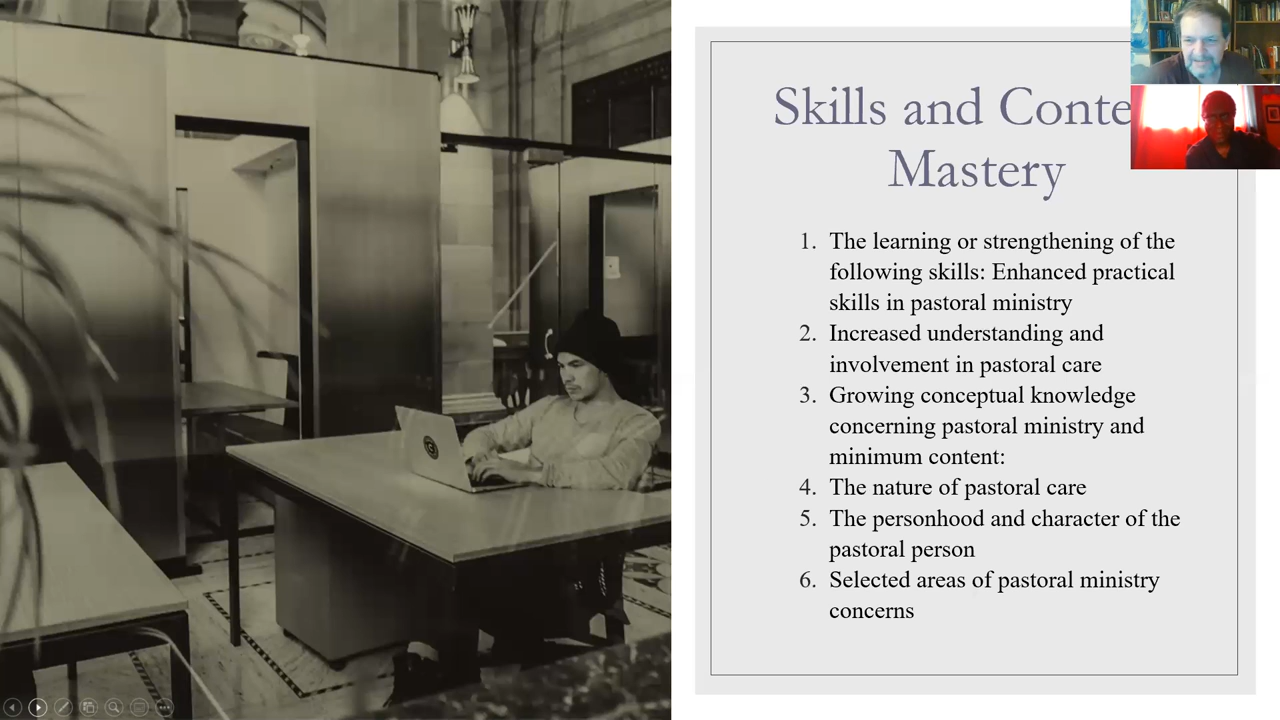 Skills and Conte
Mastery
1. The learning or strengthening of the
following skills: Enhanced practical
skills in pastoral ministry
2. Increased understanding and
involvement in pastoral care
3. Growing conceptual knowledge
concerning pastoral ministry and
minimum content:
4. The nature of pastoral care
5. The personhood and character of the
pastoral person
6. Selected areas of pastoral ministry
concerns